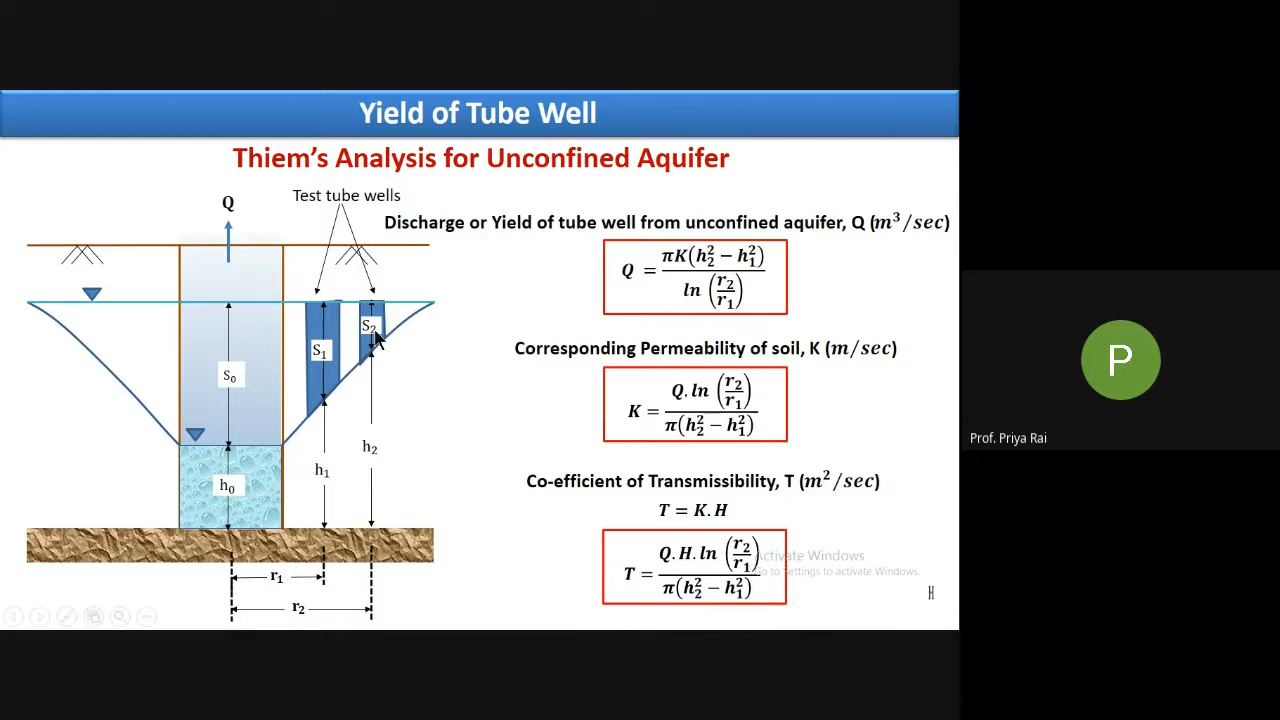 Yield of Tube Well
Thiem's Analysis for Unconfined Aquifer
Q
Test tube wells
S₀
S₁
S₂
h₀
h₁
h₂
r₁
r₂
Discharge or Yield of tube well from unconfined aquifer, Q (m³/sec)
Q = πK(h₂² − h₁²) / ln (r₂/r₁)
Corresponding Permeability of soil, K (m/sec)
K = Q.ln (r₂/r₁) / π(h₂² − h₁²)
Co-efficient of Transmissibility, T (m²/sec)
T = K.H
T = Q.H.ln (r₂/r₁) / π(h₂² − h₁²)
Activate Windows
Go to Settings to activate Windows.
H
P
Prof. Priya Rai